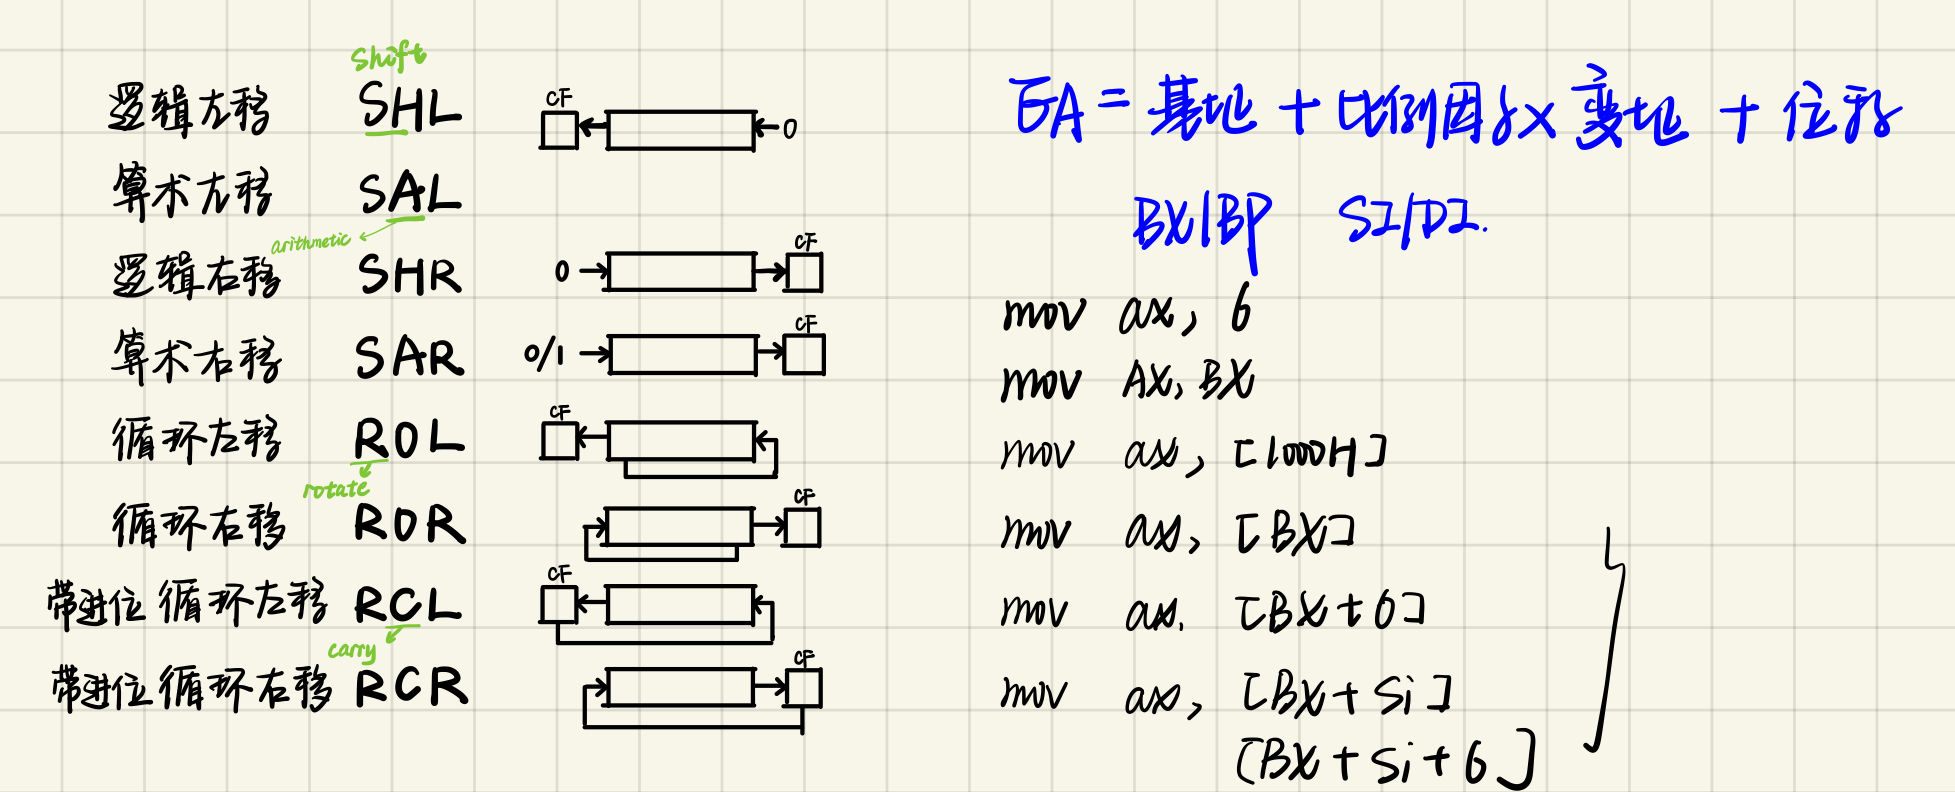 shift
逻辑左移 SHL CF 0
算术左移 SAL
arithmetic
逻辑右移 SHR 0 CF
算术右移 SAR 0/1 CF
循环左移 ROL CF
rotate
循环右移 ROR CF
带进位循环左移 RCL CF
carry
带进位循环右移 RCR CF
EA = 基地 + 比例因子x 变地 + 位移
BX/BP SI/DI.
mov ax, 6
mov AX, BX
mov ax, [1000H]
mov ax, [BX]
mov ax, [BX+6]
mov ax, [BX+Si]
[BX+Si+6]